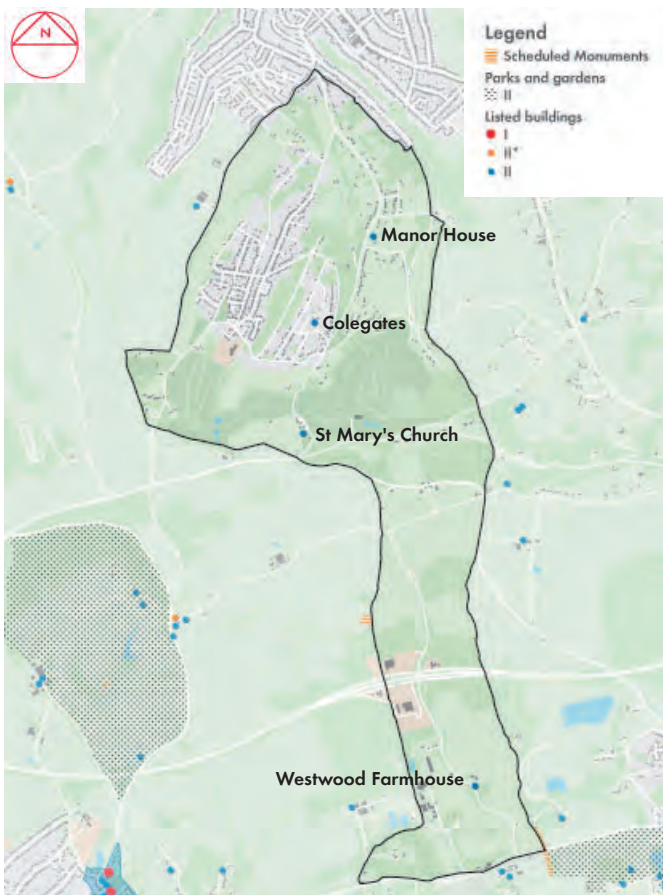 N
Legend
Scheduled Monuments
Parks and gardens
II
Listed buildings
I
II*
II
Manor House
Colegates
St Mary's Church
Westwood Farmhouse